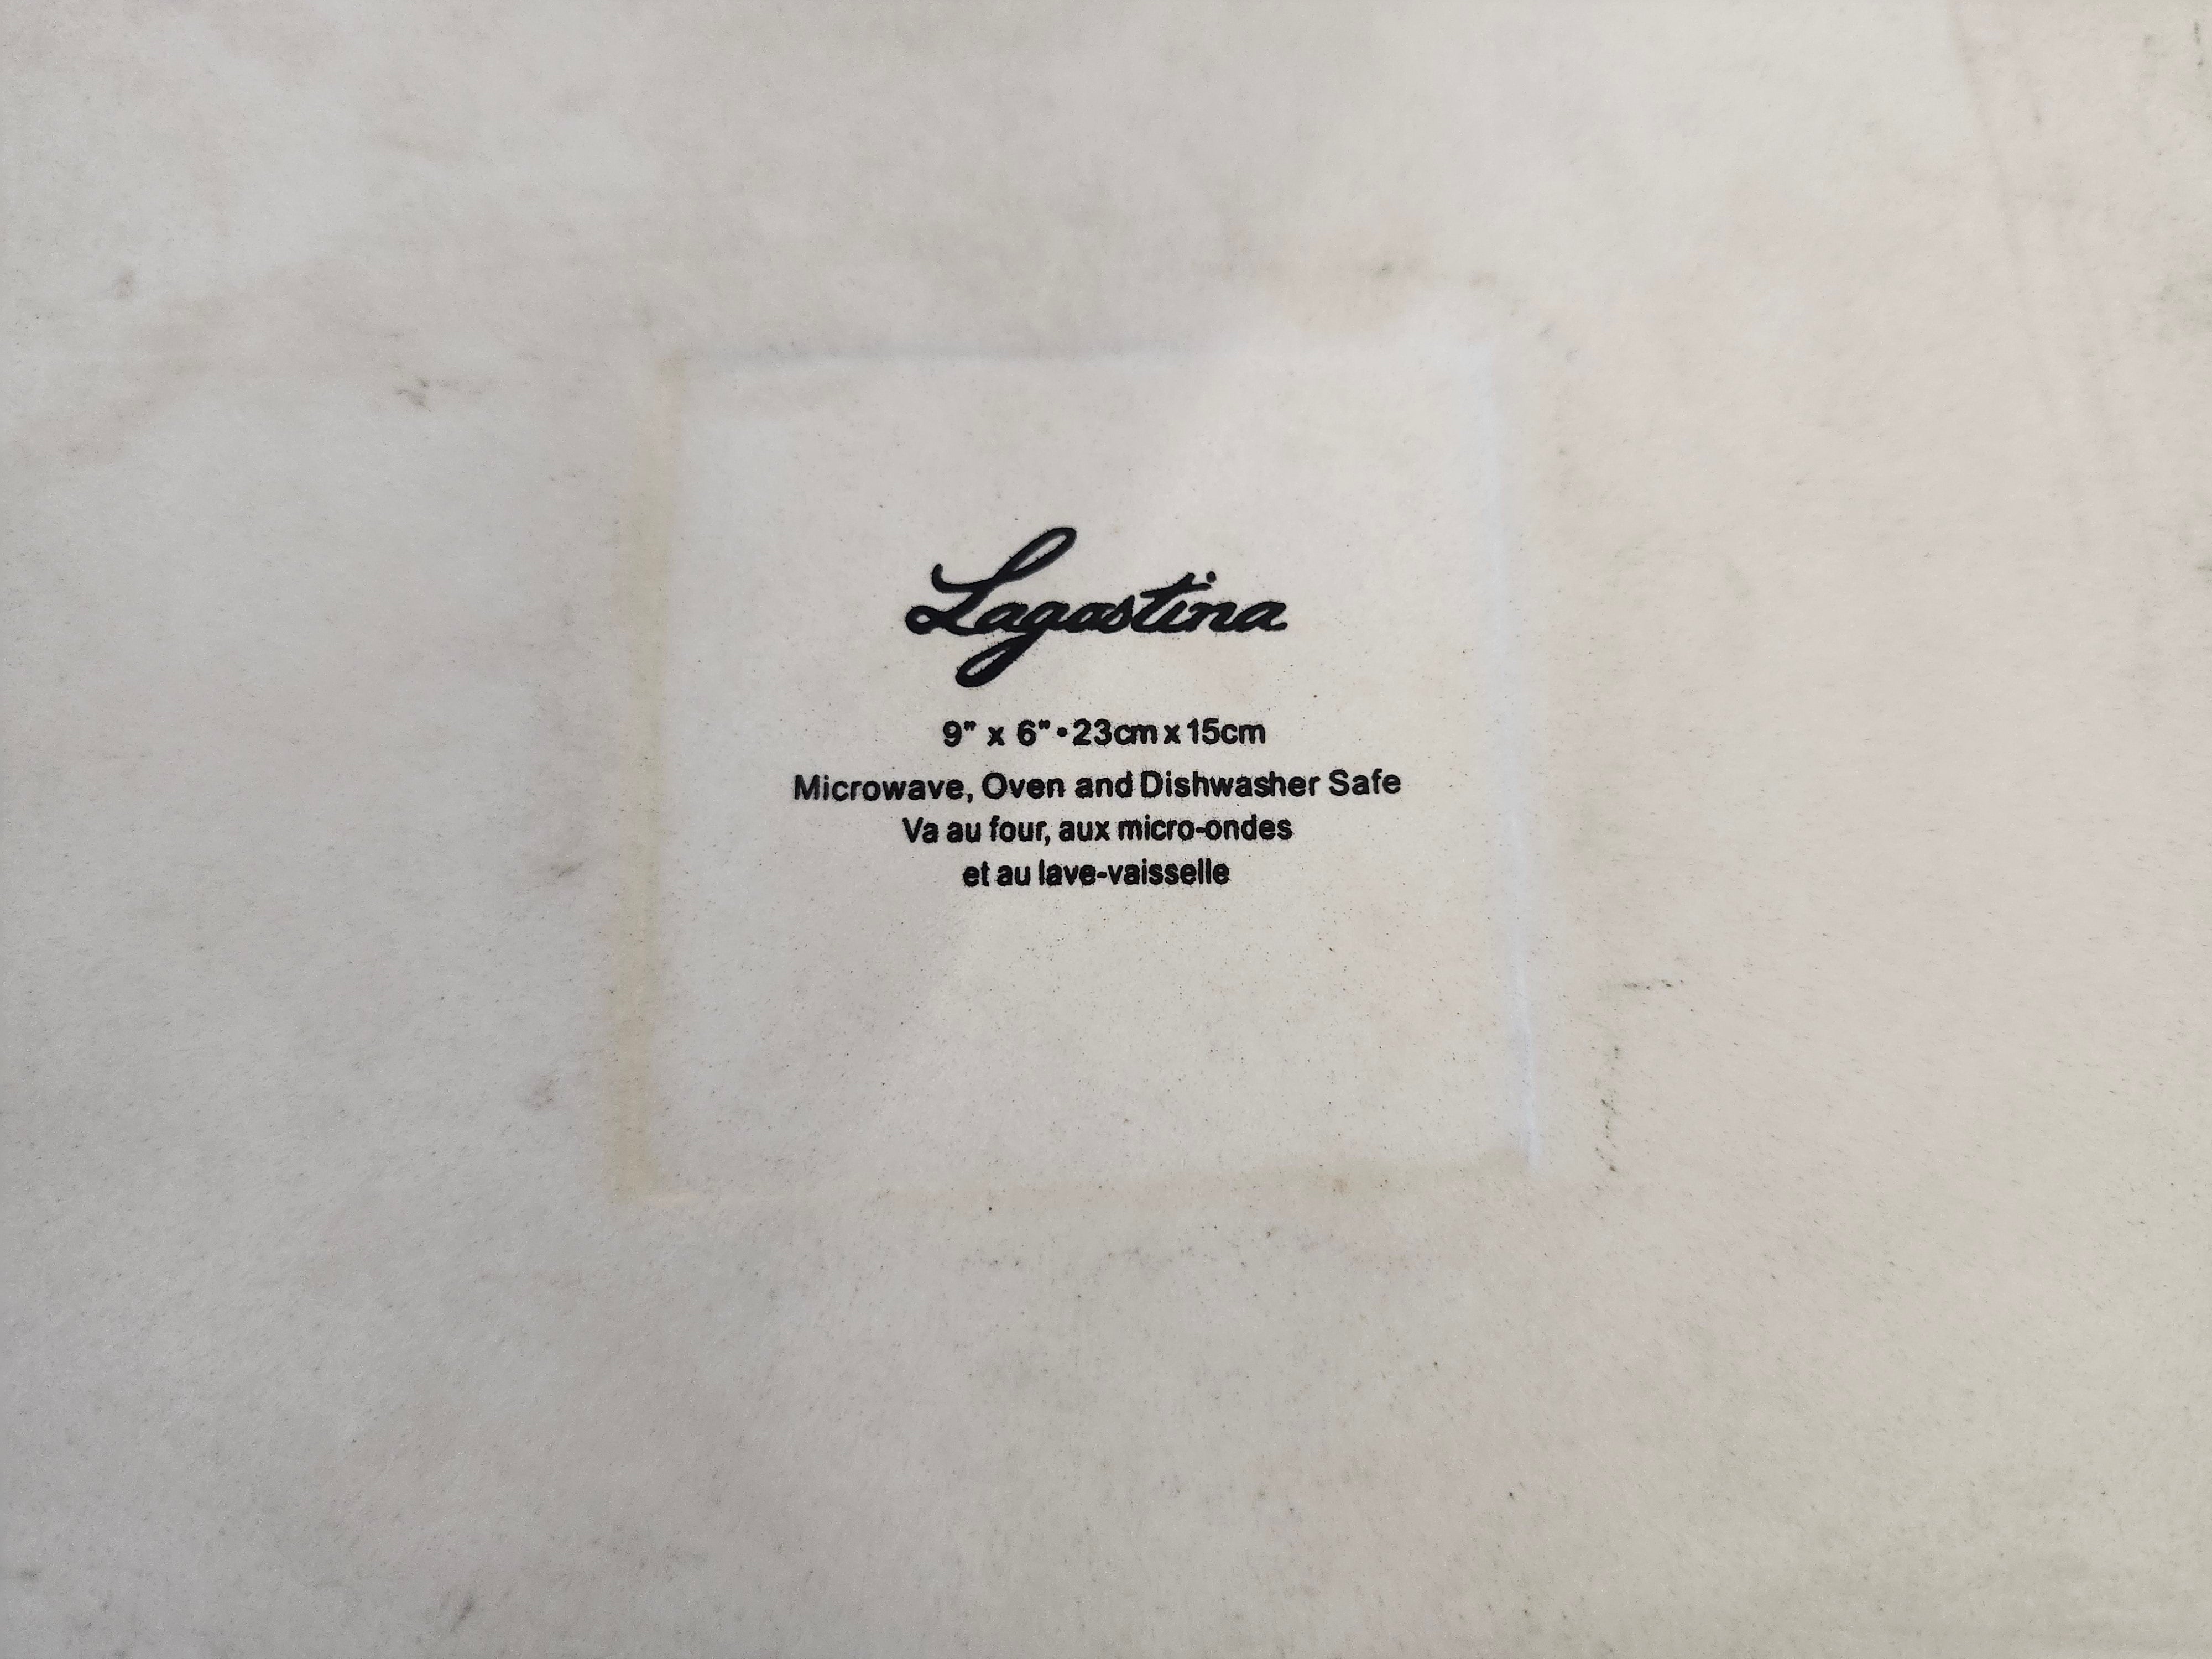 Lagostina
9" x 6" • 23cm x 15cm
Microwave, Oven and Dishwasher Safe
Va au four, aux micro-ondes
et au lave-vaisselle